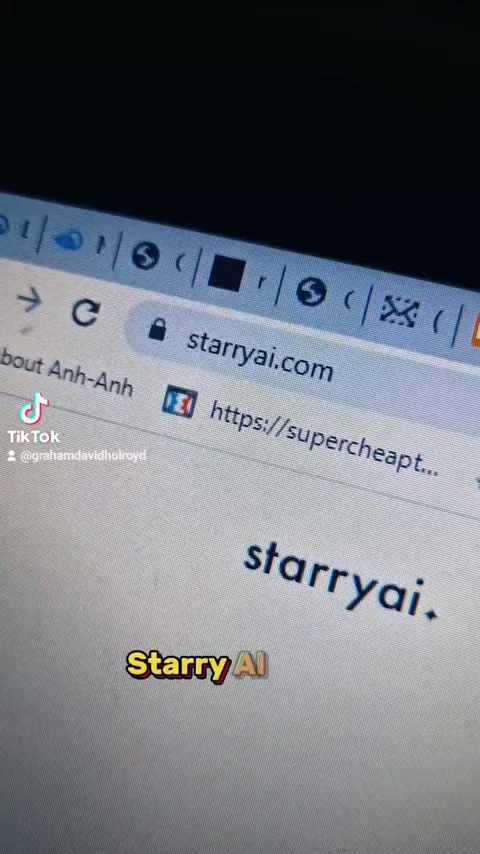 starryai.com
bout Anh-Anh
https://supercheapt...
TikTok
@grahamdavidholroyd
starryai.
Starry AI